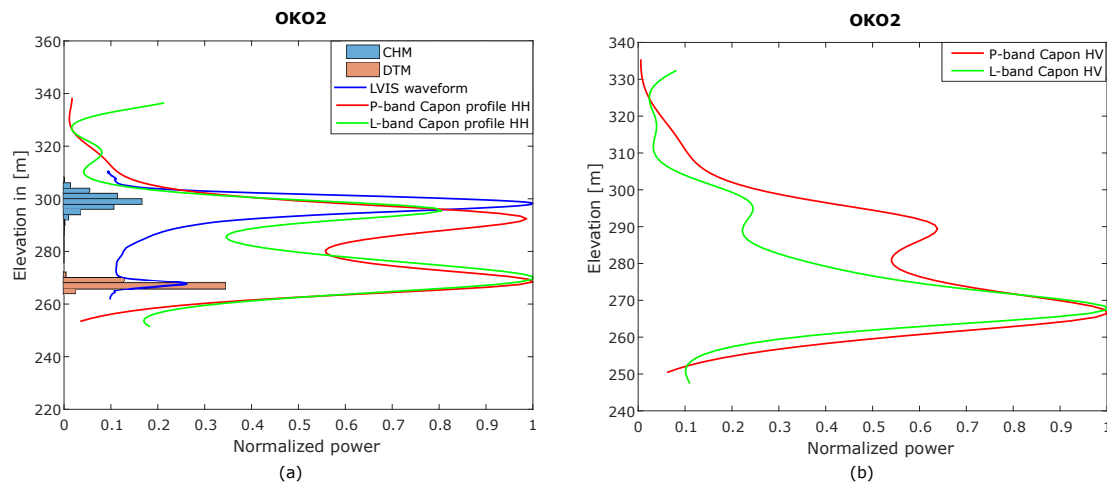 OKO2
360
340
320
300
280
260
240
220
Elevation in [m]
0 0.1 0.2 0.3 0.4 0.5 0.6 0.7 0.8 0.9 1
Normalized power
CHM
DTM
LVIS waveform
P-band Capon profile HH
L-band Capon profile HH
(a)
OKO2
340
330
320
310
300
290
280
270
260
250
240
Elevation [m]
0 0.1 0.2 0.3 0.4 0.5 0.6 0.7 0.8 0.9 1
Normalized power
P-band Capon HV
L-band Capon HV
(b)